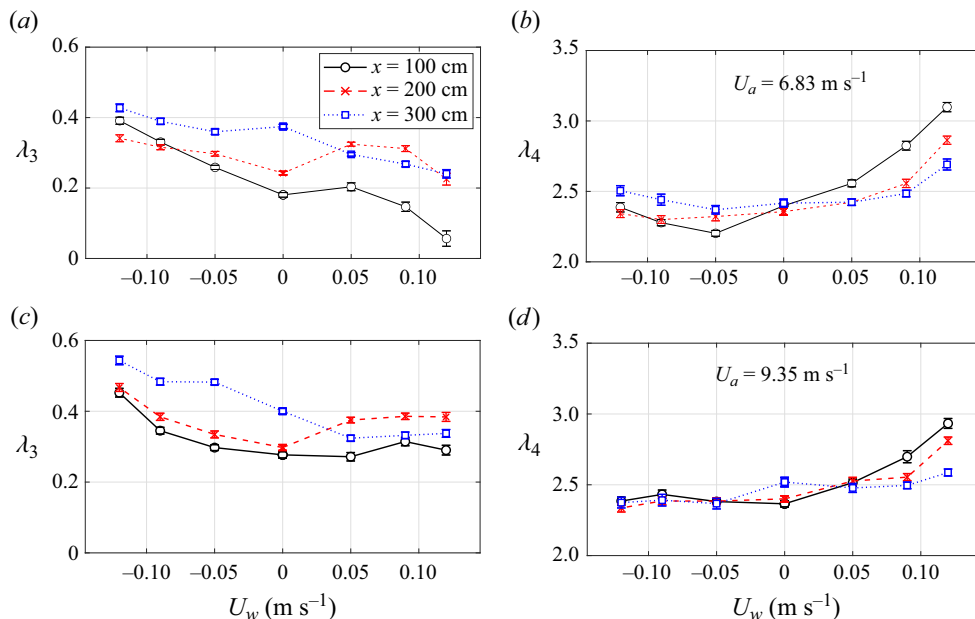 (a)
(b)
0.6
0.4
0.2
0
λ3
x = 100 cm
x = 200 cm
x = 300 cm
−0.10
−0.05
0
0.05
0.10
3.5
3.0
2.5
2.0
λ4
U_a = 6.83 m s⁻¹
−0.10
−0.05
0
0.05
0.10
(c)
(d)
0.6
0.4
0.2
0
λ3
−0.10
−0.05
0
0.05
0.10
U_w (m s⁻¹)
3.5
3.0
2.5
2.0
λ4
U_a = 9.35 m s⁻¹
−0.10
−0.05
0
0.05
0.10
U_w (m s⁻¹)